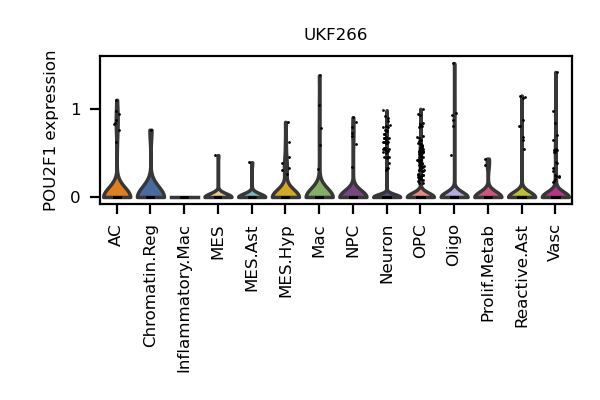 UKF266
POU2F1 expression
1
0
AC
Chromatin.Reg
Inflammatory.Mac
MES
MES.Ast
MES.Hyp
Mac
NPC
Neuron
OPC
Oligo
Prolif.Metab
Reactive.Ast
Vasc